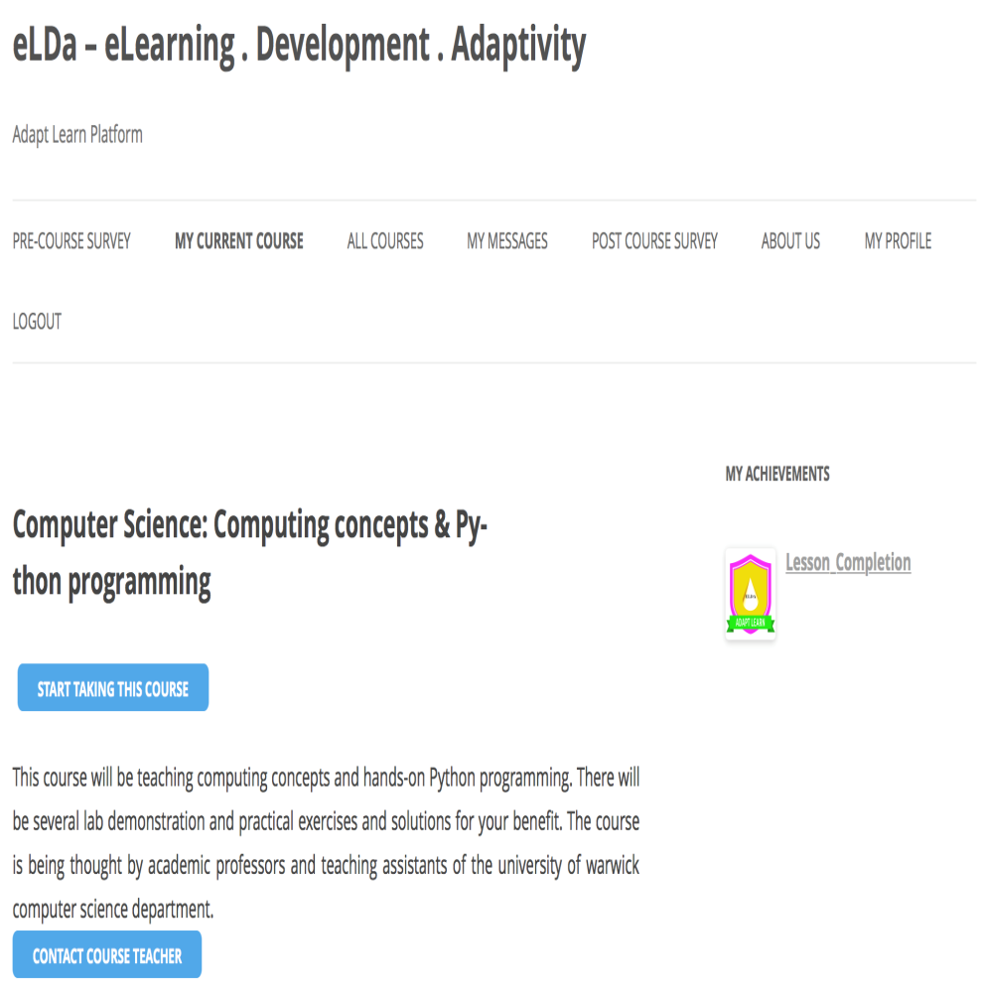 eLDa – eLearning . Development . Adaptivity
Adapt Learn Platform
PRE-COURSE SURVEY MY CURRENT COURSE ALL COURSES MY MESSAGES POST COURSE SURVEY ABOUT US MY PROFILE
LOGOUT
MY ACHIEVEMENTS
Lesson_Completion
ELDA
ADAPT LEARN
Computer Science: Computing concepts & Py-
thon programming
START TAKING THIS COURSE
This course will be teaching computing concepts and hands-on Python programming. There will
be several lab demonstration and practical exercises and solutions for your benefit. The course
is being thought by academic professors and teaching assistants of the university of warwick
computer science department.
CONTACT COURSE TEACHER